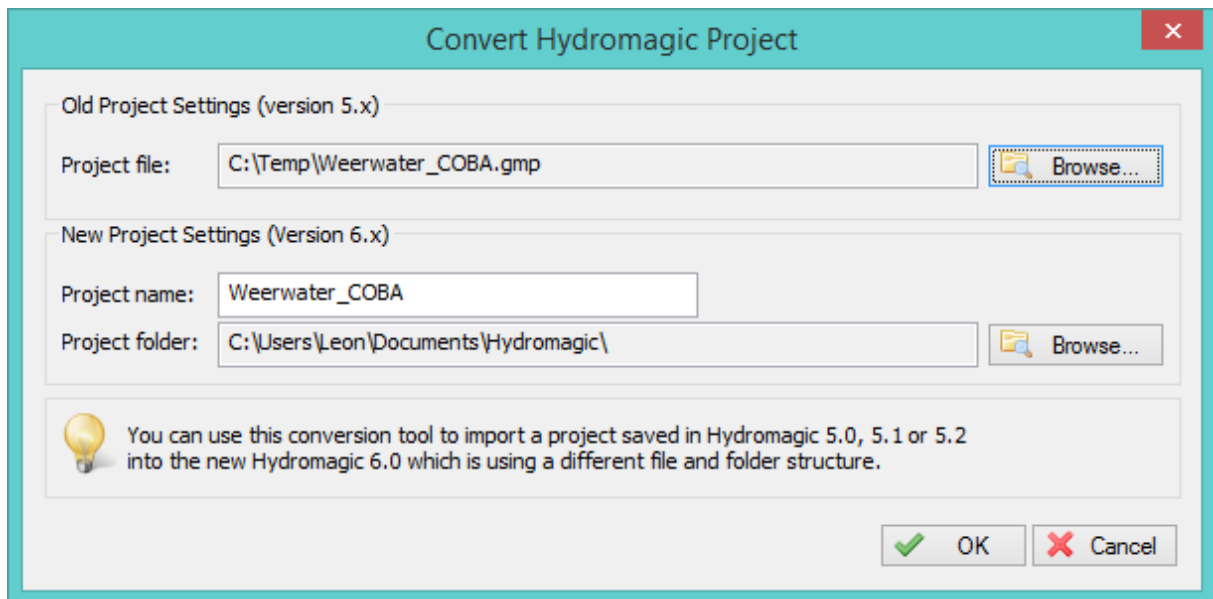 Convert Hydromagic Project
Old Project Settings (version 5.x)
Project file: C:\Temp\Weerwater_COBA.gmp Browse...
New Project Settings (Version 6.x)
Project name: Weerwater_COBA
Project folder: C:\Users\Leon\Documents\Hydromagic\ Browse...
You can use this conversion tool to import a project saved in Hydromagic 5.0, 5.1 or 5.2
into the new Hydromagic 6.0 which is using a different file and folder structure.
OK Cancel